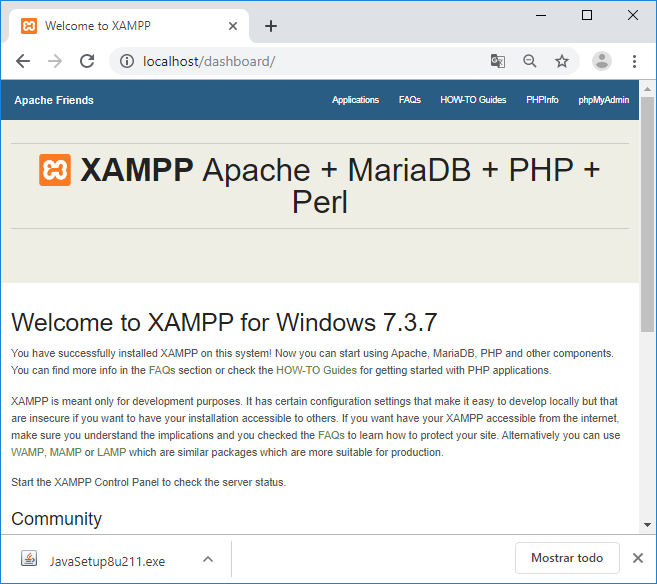 Welcome to XAMPP
localhost/dashboard/
Apache Friends
Applications
FAQs
HOW-TO Guides
PHPInfo
phpMyAdmin
XAMPP Apache + MariaDB + PHP +
Perl
Welcome to XAMPP for Windows 7.3.7
You have successfully installed XAMPP on this system! Now you can start using Apache, MariaDB, PHP and other components.
You can find more info in the FAQs section or check the HOW-TO Guides for getting started with PHP applications.
XAMPP is meant only for development purposes. It has certain configuration settings that make it easy to develop locally but that
are insecure if you want to have your installation accessible to others. If you want have your XAMPP accessible from the internet,
make sure you understand the implications and you checked the FAQs to learn how to protect your site. Alternatively you can use
WAMP, MAMP or LAMP which are similar packages which are more suitable for production.
Start the XAMPP Control Panel to check the server status.
Community
JavaSetup8u211.exe
Mostrar todo